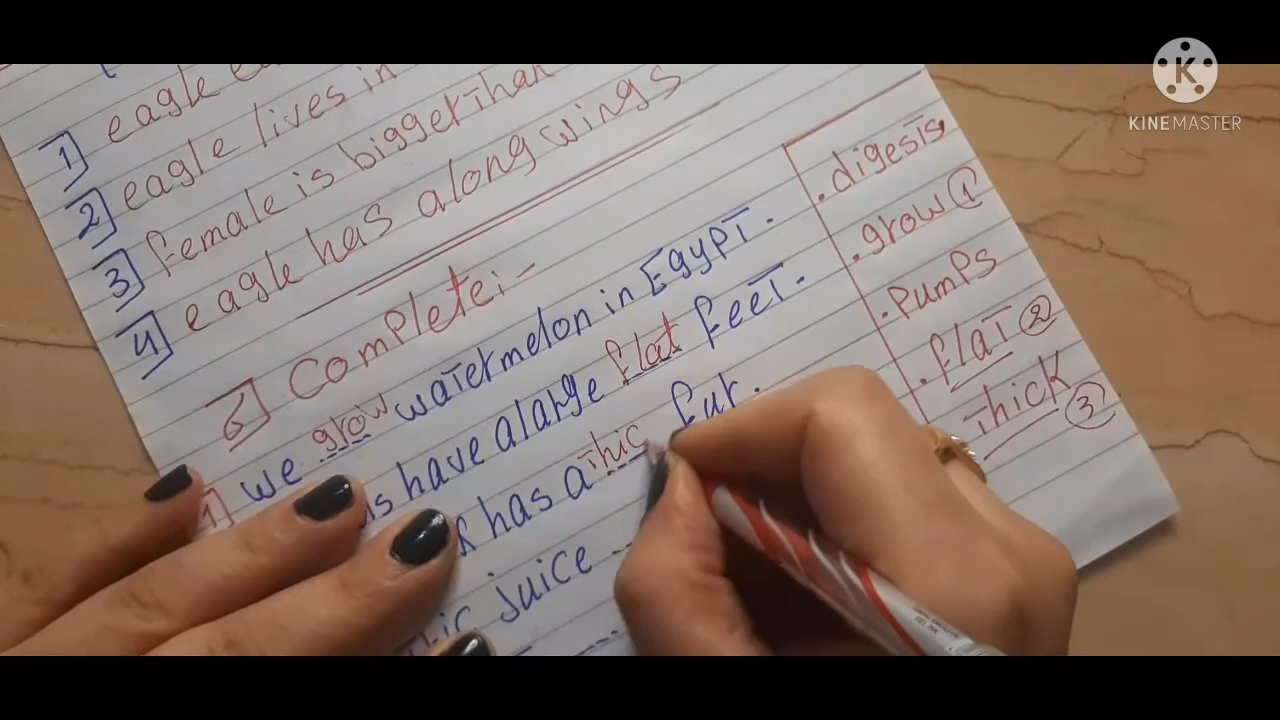 1 eagle
2 eagle lives in
3 female is bigger than
4 eagle has along wings
6 Complete:-
1 we grow watermelon in Egypt.
have alarge flat feet.
has a thic fur.
juice
.digests
.grow 1
.Pumps
.flat 2
thick 3
K
KINEMASTER